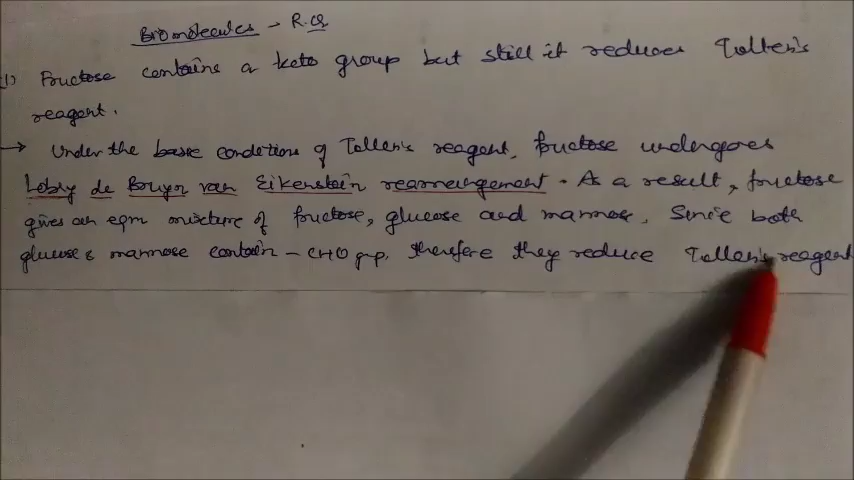 Biomolecules - R.Q
(1) Fructose contains a keto group but still it reduces Tollen's
reagent.
→ Under the basic condition of Tollen's reagent, fructose undergoes
Lobry de Bruyn van Eikenstein rearrangement. As a result, fructose
gives an eqm mixture of fructose, glucose and mannose. Since both
glucose & mannose contain -CHO grp. therefore they reduce Tollen's reagent